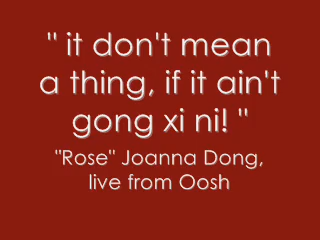 " it don't mean
a thing, if it ain't
gong xi ni! "
"Rose" Joanna Dong,
live from Oosh